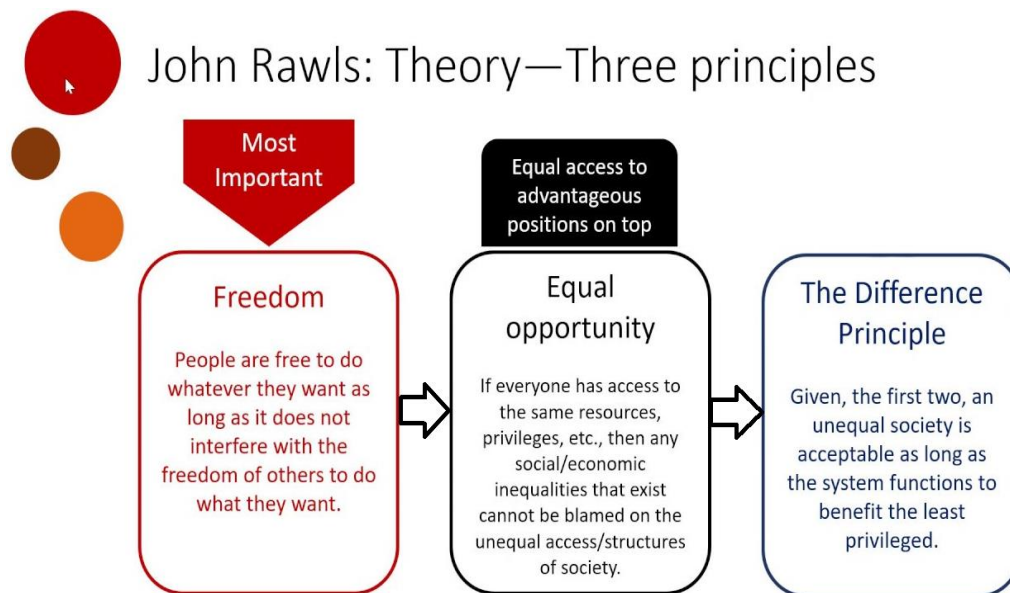 John Rawls: Theory—Three principles
Most
Important
Freedom
People are free to do
whatever they want as
long as it does not
interfere with the
freedom of others to do
what they want.
Equal access to
advantageous
positions on top
Equal
opportunity
If everyone has access to
the same resources,
privileges, etc., then any
social/economic
inequalities that exist
cannot be blamed on the
unequal access/structures
of society.
The Difference
Principle
Given, the first two, an
unequal society is
acceptable as long as
the system functions to
benefit the least
privileged.